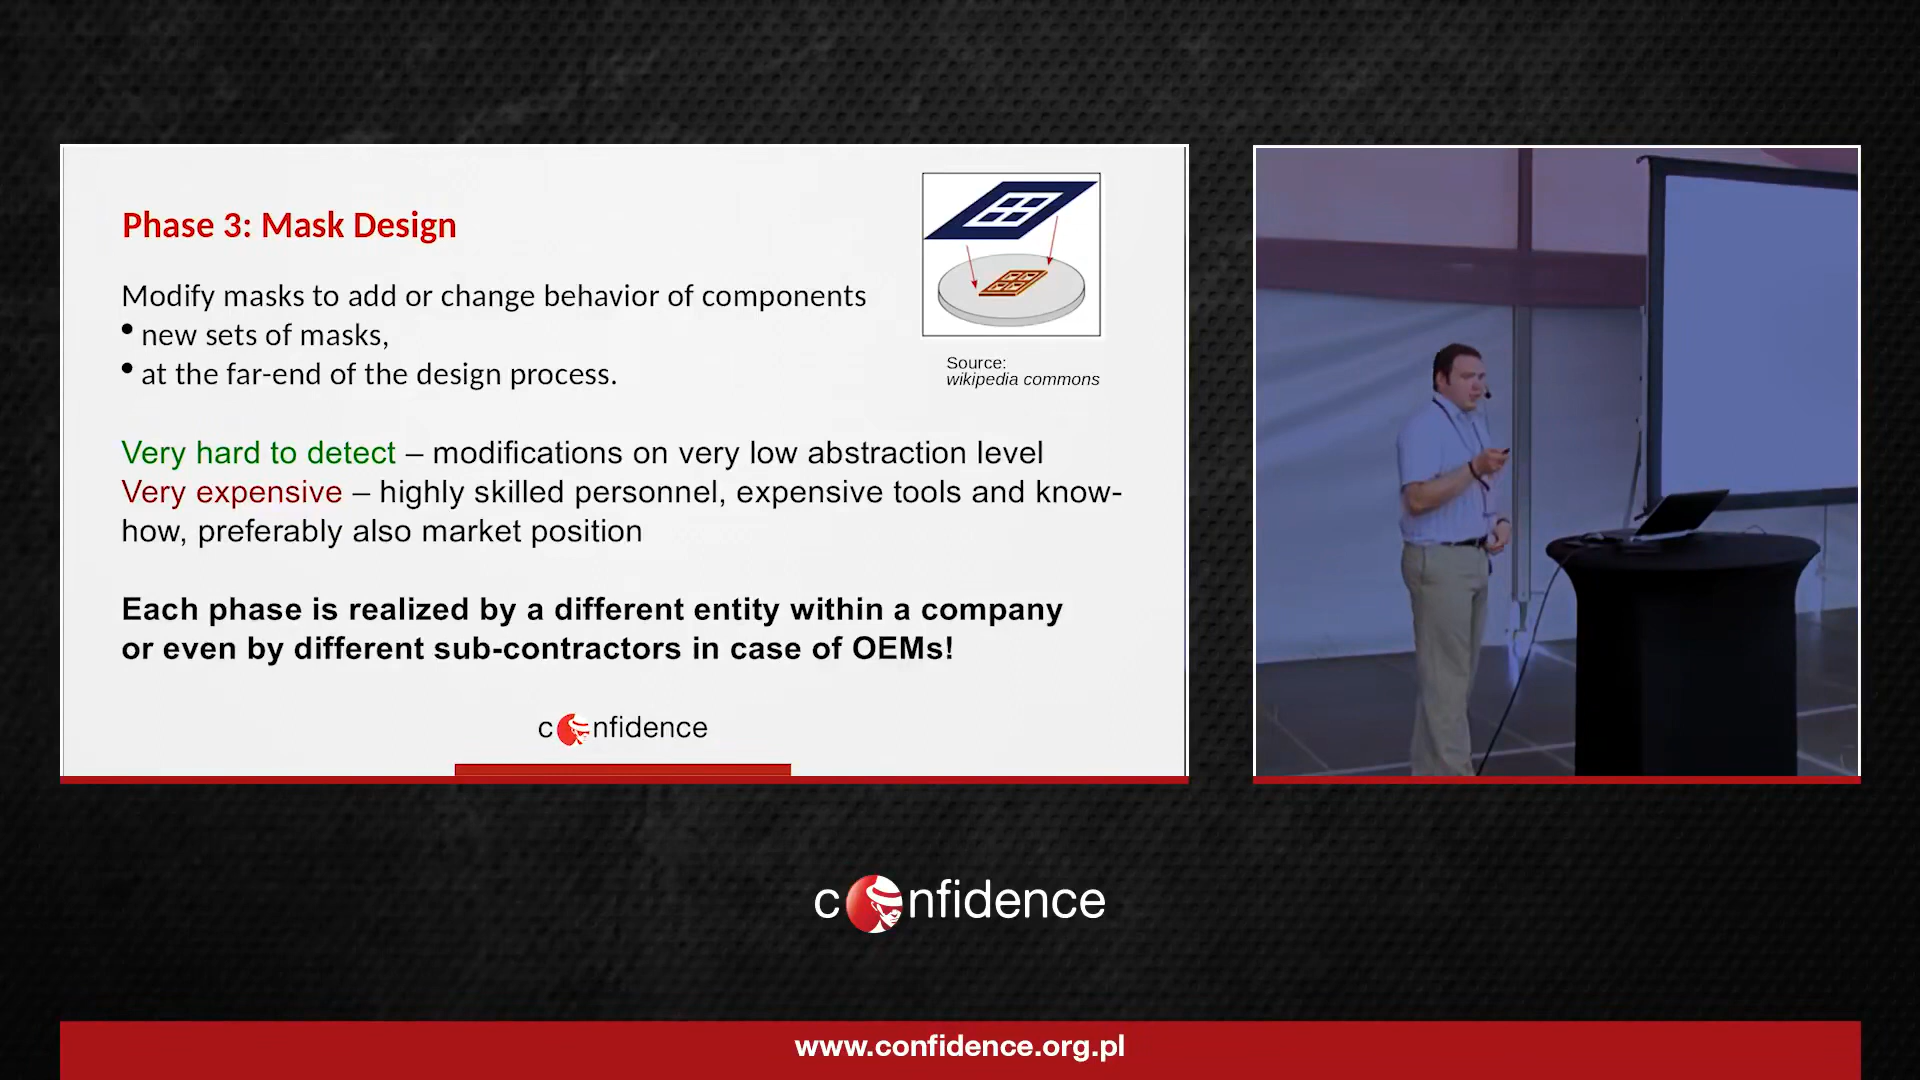 Phase 3: Mask Design
Modify masks to add or change behavior of components
• new sets of masks,
• at the far-end of the design process.
Source:
wikipedia commons
Very hard to detect – modifications on very low abstraction level
Very expensive – highly skilled personnel, expensive tools and know-
how, preferably also market position
Each phase is realized by a different entity within a company
or even by different sub-contractors in case of OEMs!
confidence
confidence
www.confidence.org.pl